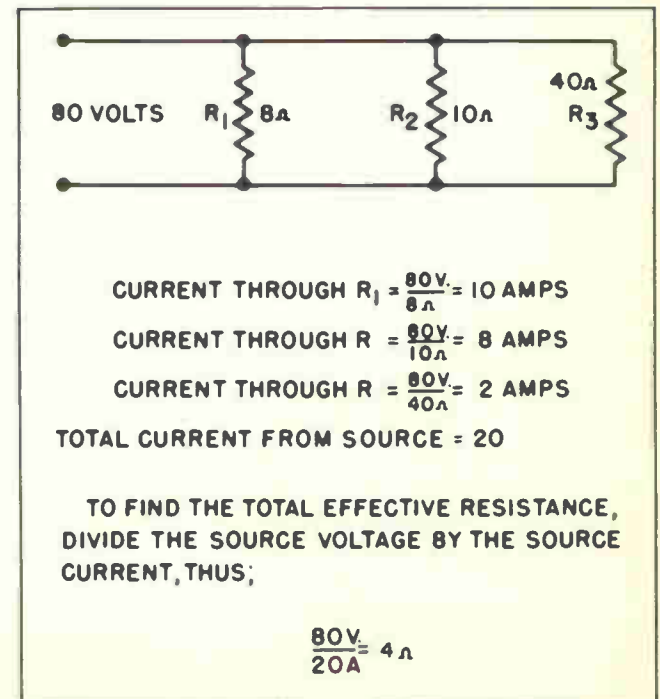 80 VOLTS R1 8Ω R2 10Ω 40Ω
R3
CURRENT THROUGH R1 = 80V./8Ω = 10 AMPS
CURRENT THROUGH R = 80V./10Ω = 8 AMPS
CURRENT THROUGH R = 80V./40Ω = 2 AMPS
TOTAL CURRENT FROM SOURCE = 20
TO FIND THE TOTAL EFFECTIVE RESISTANCE,
DIVIDE THE SOURCE VOLTAGE BY THE SOURCE
CURRENT, THUS;
80V./20A = 4Ω